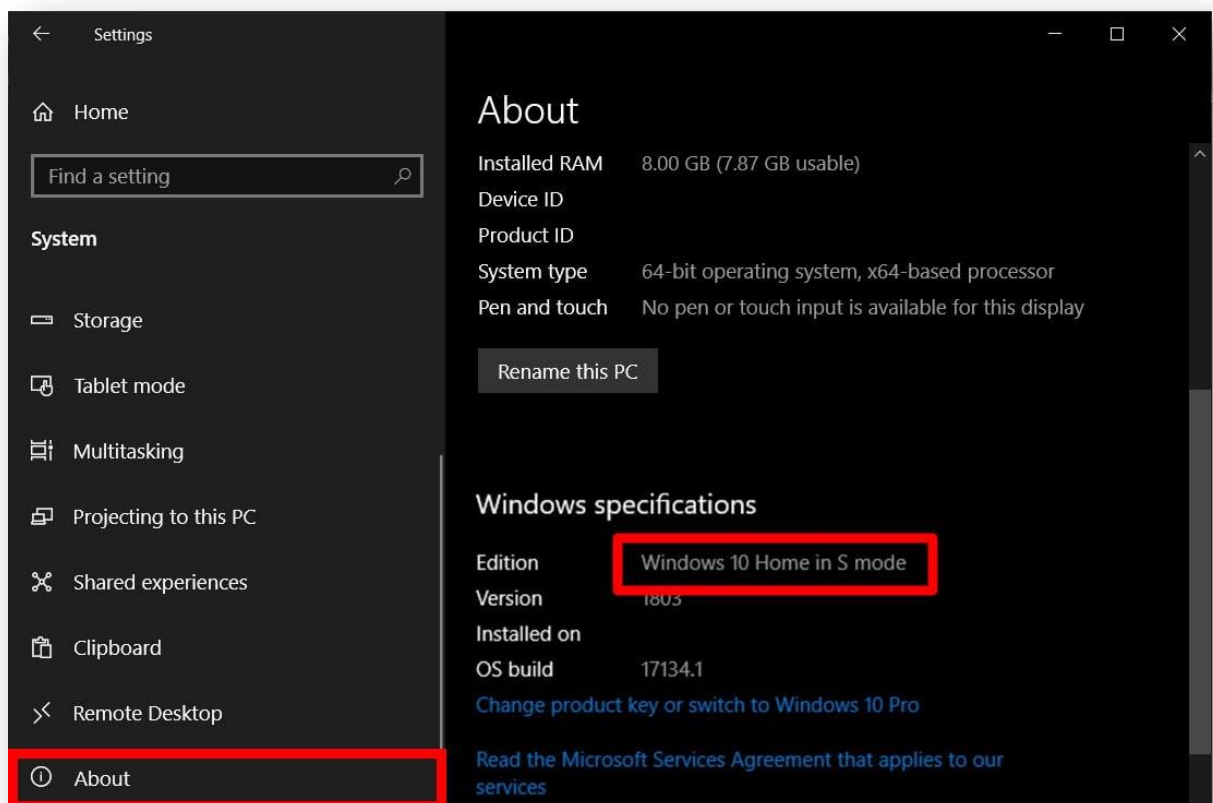 Settings
Home
Find a setting
System
Storage
Tablet mode
Multitasking
Projecting to this PC
Shared experiences
Clipboard
Remote Desktop
About
About
Installed RAM 8.00 GB (7.87 GB usable)
Device ID
Product ID
System type 64-bit operating system, x64-based processor
Pen and touch No pen or touch input is available for this display
Rename this PC
Windows specifications
Edition Windows 10 Home in S mode
Version 1803
Installed on
OS build 17134.1
Change product key or switch to Windows 10 Pro
Read the Microsoft Services Agreement that applies to our
services